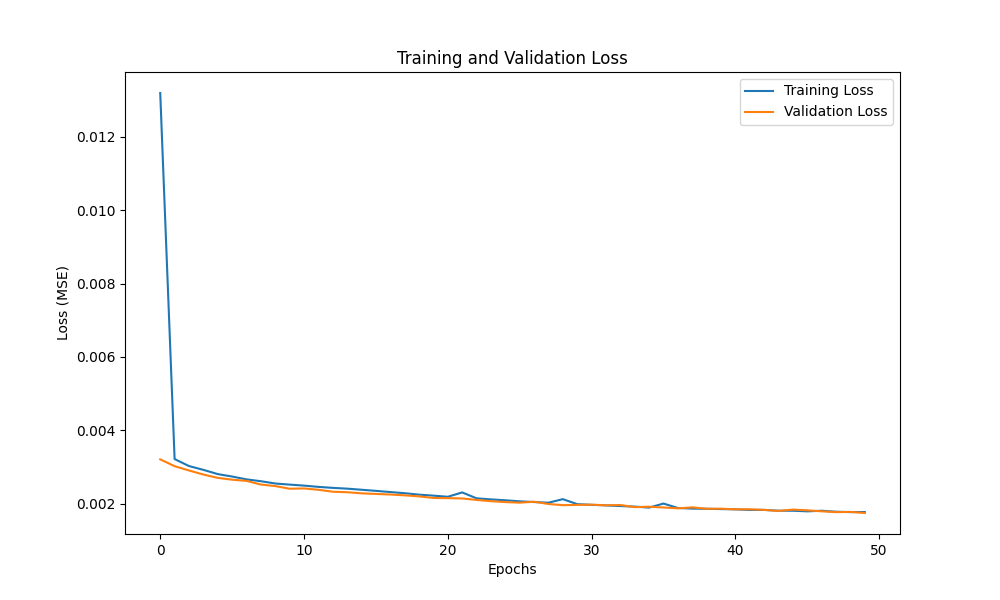 Training and Validation Loss
Training Loss
Validation Loss
0.012
0.010
0.008
0.006
0.004
0.002
Loss (MSE)
0
10
20
30
40
50
Epochs